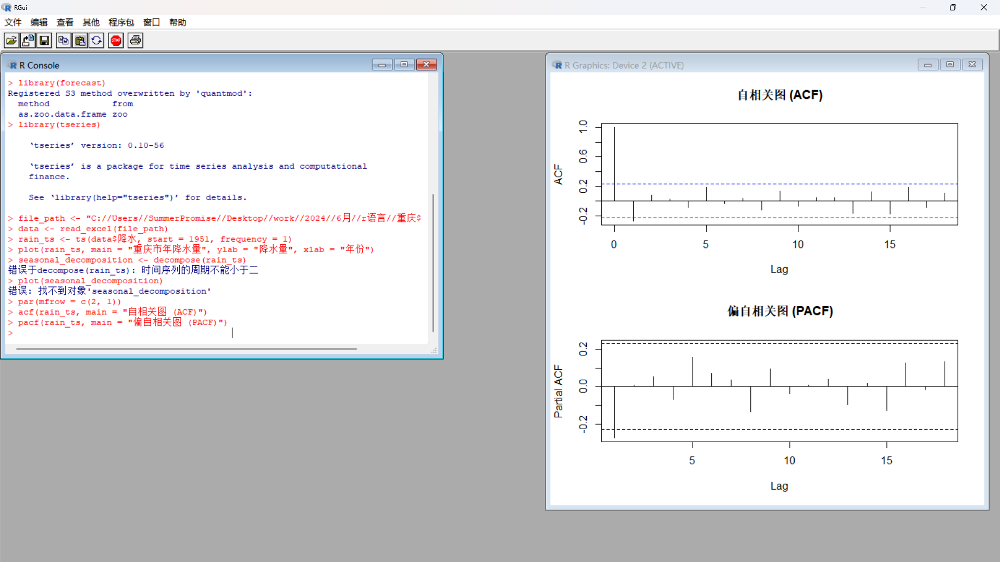 RGui
文件 编辑 查看 其他 程序包 窗口 帮助
STOP
R Console
> library(forecast)
Registered S3 method overwritten by 'quantmod':
  method            from
  as.zoo.data.frame zoo
> library(tseries)
    ‘tseries’ version: 0.10-56
    ‘tseries’ is a package for time series analysis and computational
    finance.
    See ‘library(help="tseries")’ for details.
> file_path <- "C://Users//SummerPromise//Desktop//work//2024//6月//r语言//重庆$
> data <- read_excel(file_path)
> rain_ts <- ts(data$降水, start = 1951, frequency = 1)
> plot(rain_ts, main = "重庆市年降水量", ylab = "降水量", xlab = "年份")
> seasonal_decomposition <- decompose(rain_ts)
错误于decompose(rain_ts): 时间序列的周期不能小于二
> plot(seasonal_decomposition)
错误: 找不到对象'seasonal_decomposition'
> par(mfrow = c(2, 1))
> acf(rain_ts, main = "自相关图 (ACF)")
> pacf(rain_ts, main = "偏自相关图 (PACF)")
>
R Graphics: Device 2 (ACTIVE)
自相关图 (ACF)
ACF
1.0
0.6
0.2
-0.2
0 5 10 15
Lag
偏自相关图 (PACF)
Partial ACF
0.2
0.0
-0.2
5 10 15
Lag